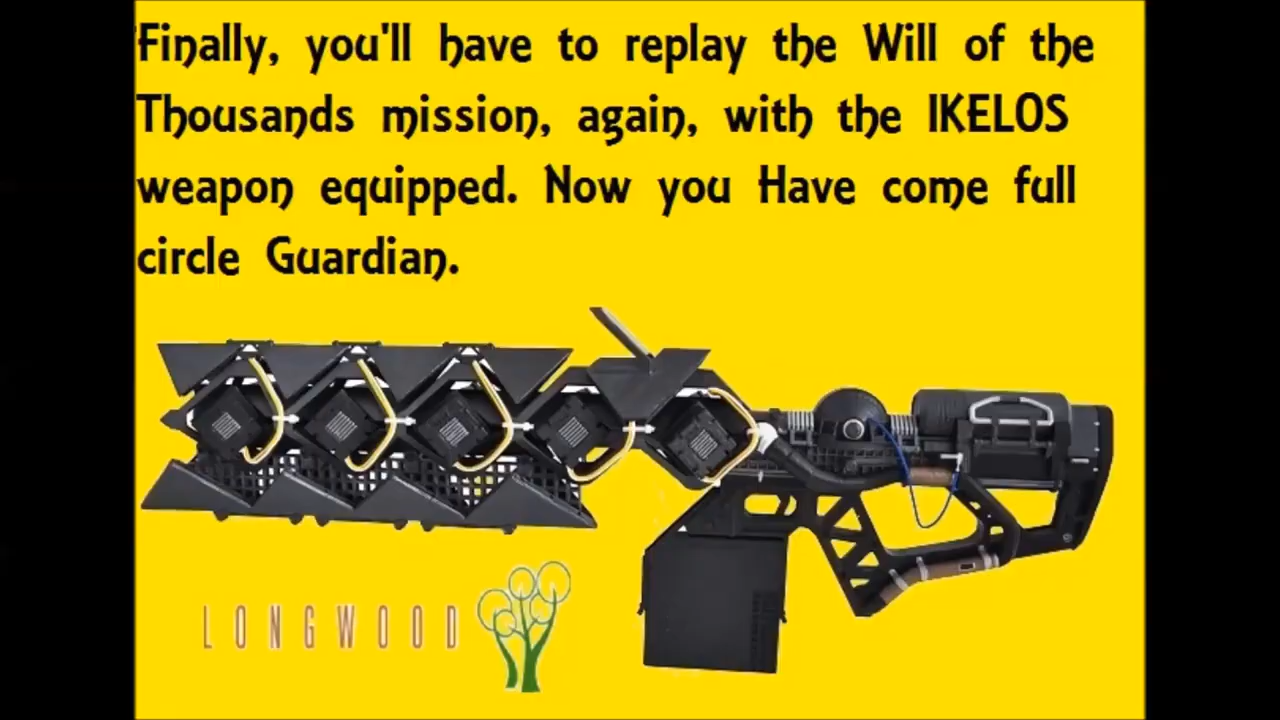 Finally, you'll have to replay the Will of the
Thousands mission, again, with the IKELOS
weapon equipped. Now you Have come full
circle Guardian.
LONGWOOD